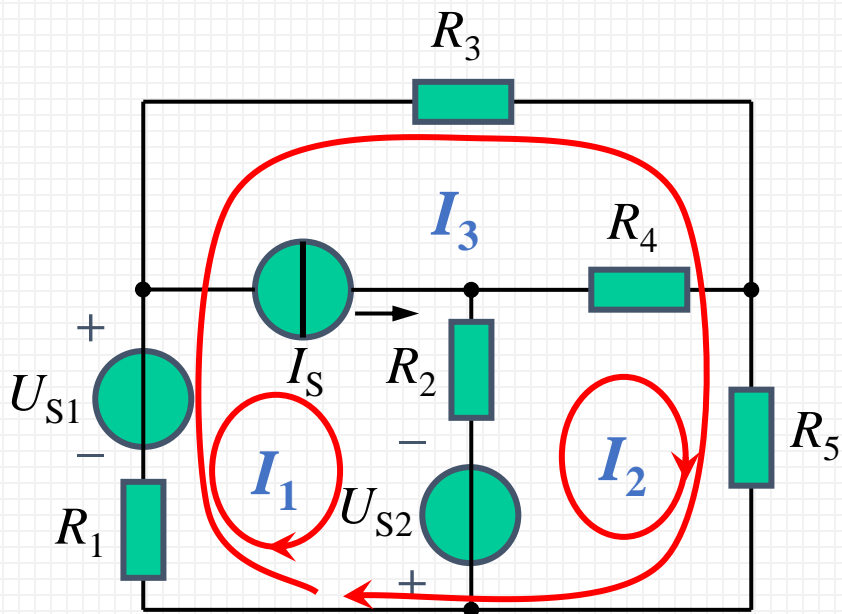 R3
I3
R4
+
IS
R2
US1
−
−
R5
I1
I2
US2
R1
+